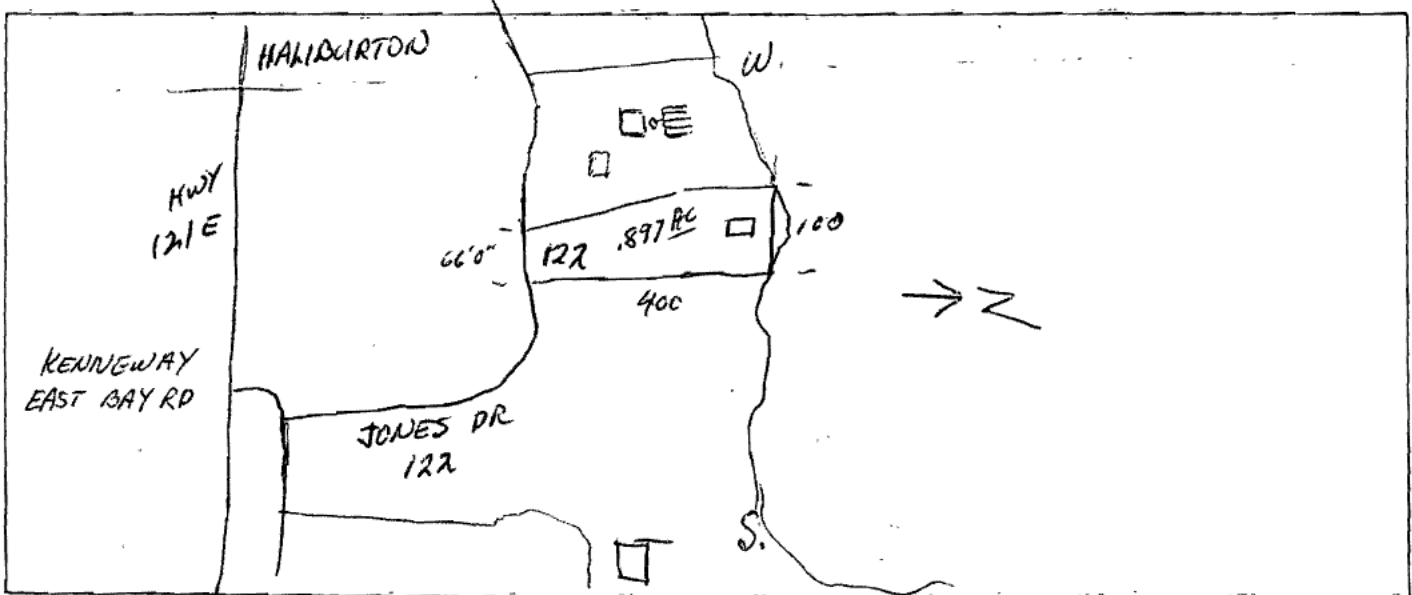 HALIBURTON
W.
HWY
121E
66'0"
122 .897 AC
100
400
N
KENNEWAY
EAST BAY RD
JONES DR
122
S.